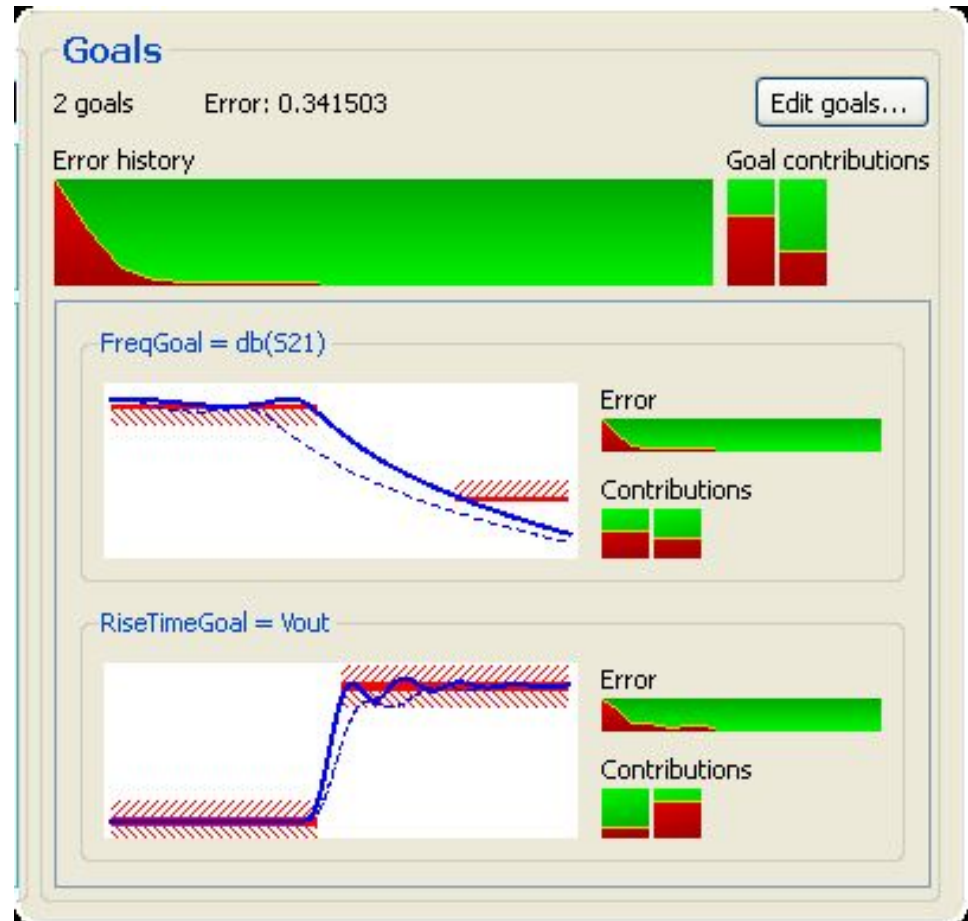 Goals
2 goals Error: 0.341503 Edit goals...
Error history Goal contributions
FreqGoal = db(S21)
Error
Contributions
RiseTimeGoal = Vout
Error
Contributions